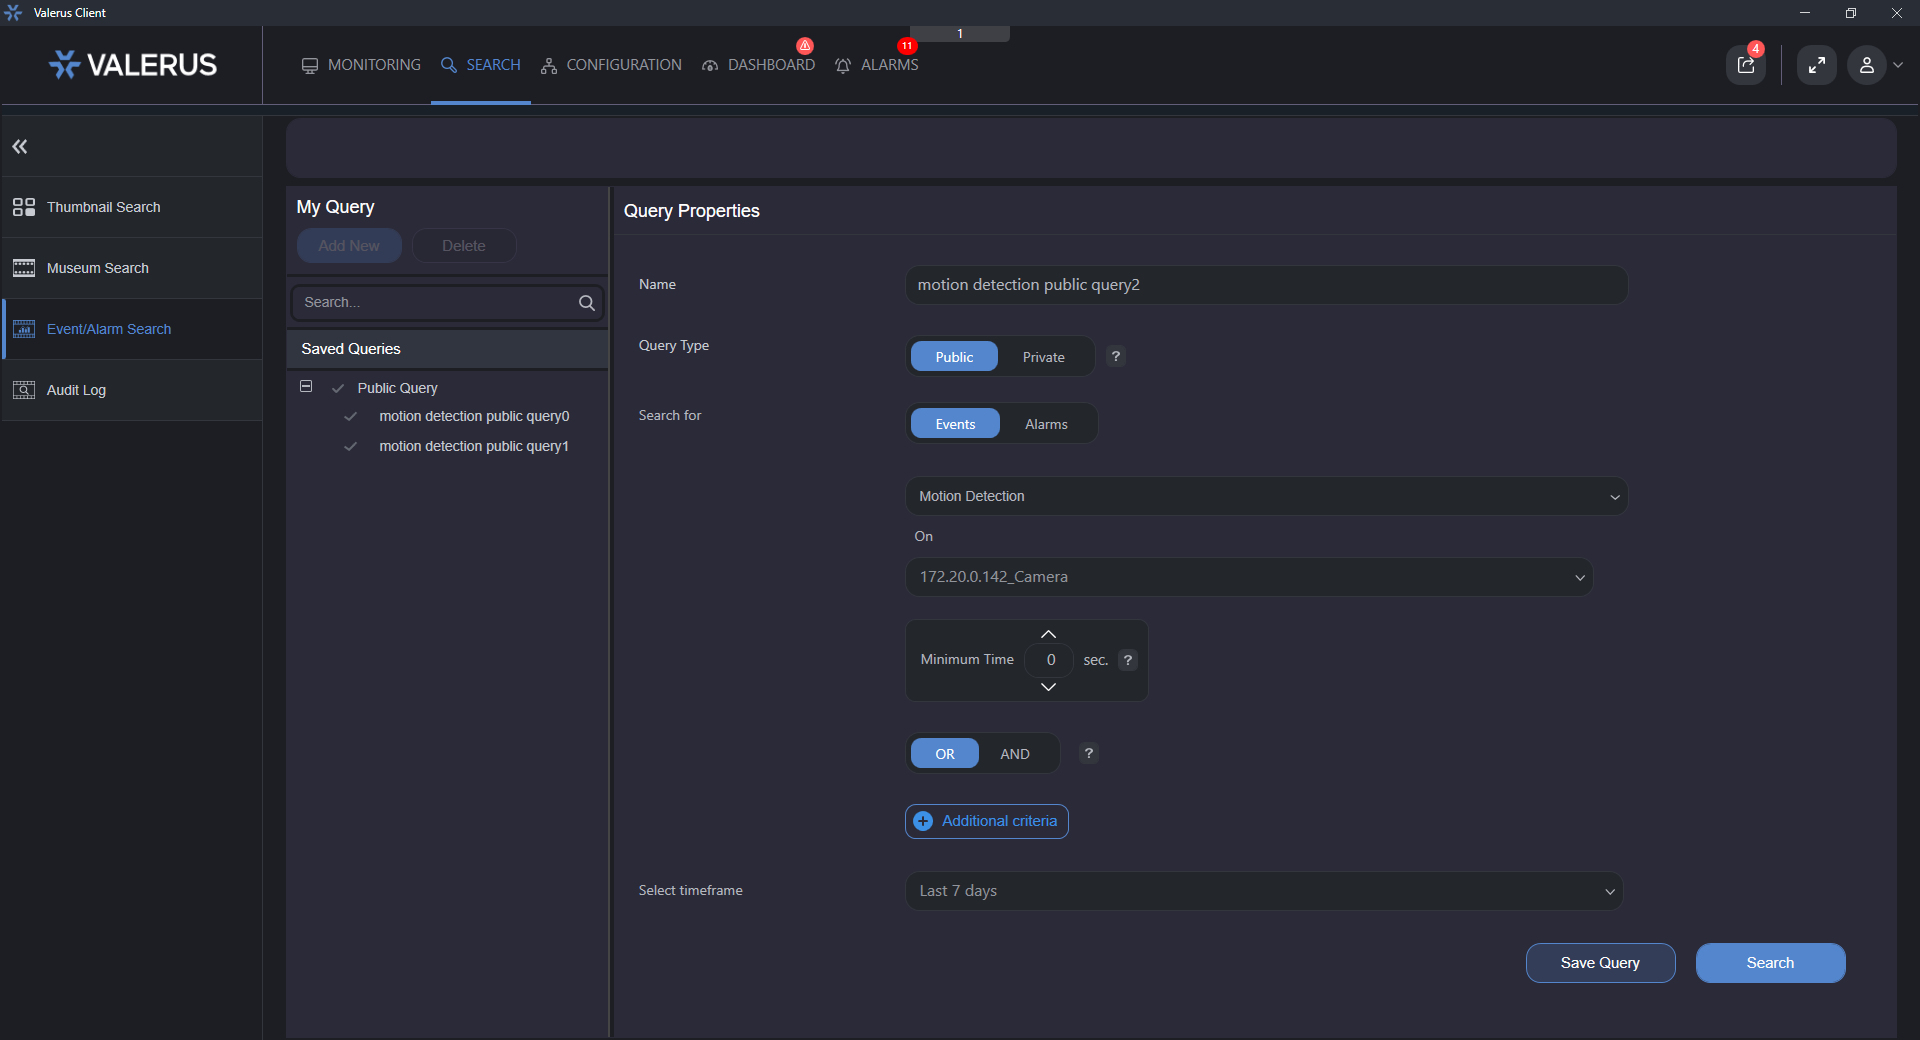 Valerus Client
VALERUS
MONITORING
SEARCH
CONFIGURATION
DASHBOARD
11
ALARMS
1
4
Thumbnail Search
Museum Search
Event/Alarm Search
Audit Log
My Query
Add New
Delete
Search...
Saved Queries
Public Query
motion detection public query0
motion detection public query1
Query Properties
Name
motion detection public query2
Query Type
Public
Private
?
Search for
Events
Alarms
Motion Detection
On
172.20.0.142_Camera
Minimum Time 0 sec. ?
OR
AND
?
Additional criteria
Select timeframe
Last 7 days
Save Query
Search